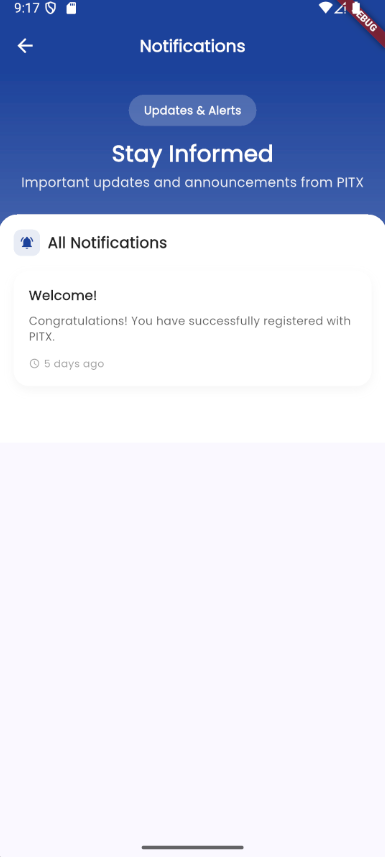 9:17
DEBUG
Notifications
Updates & Alerts
Stay Informed
Important updates and announcements from PITX
All Notifications
Welcome!
Congratulations! You have successfully registered with
PITX.
5 days ago